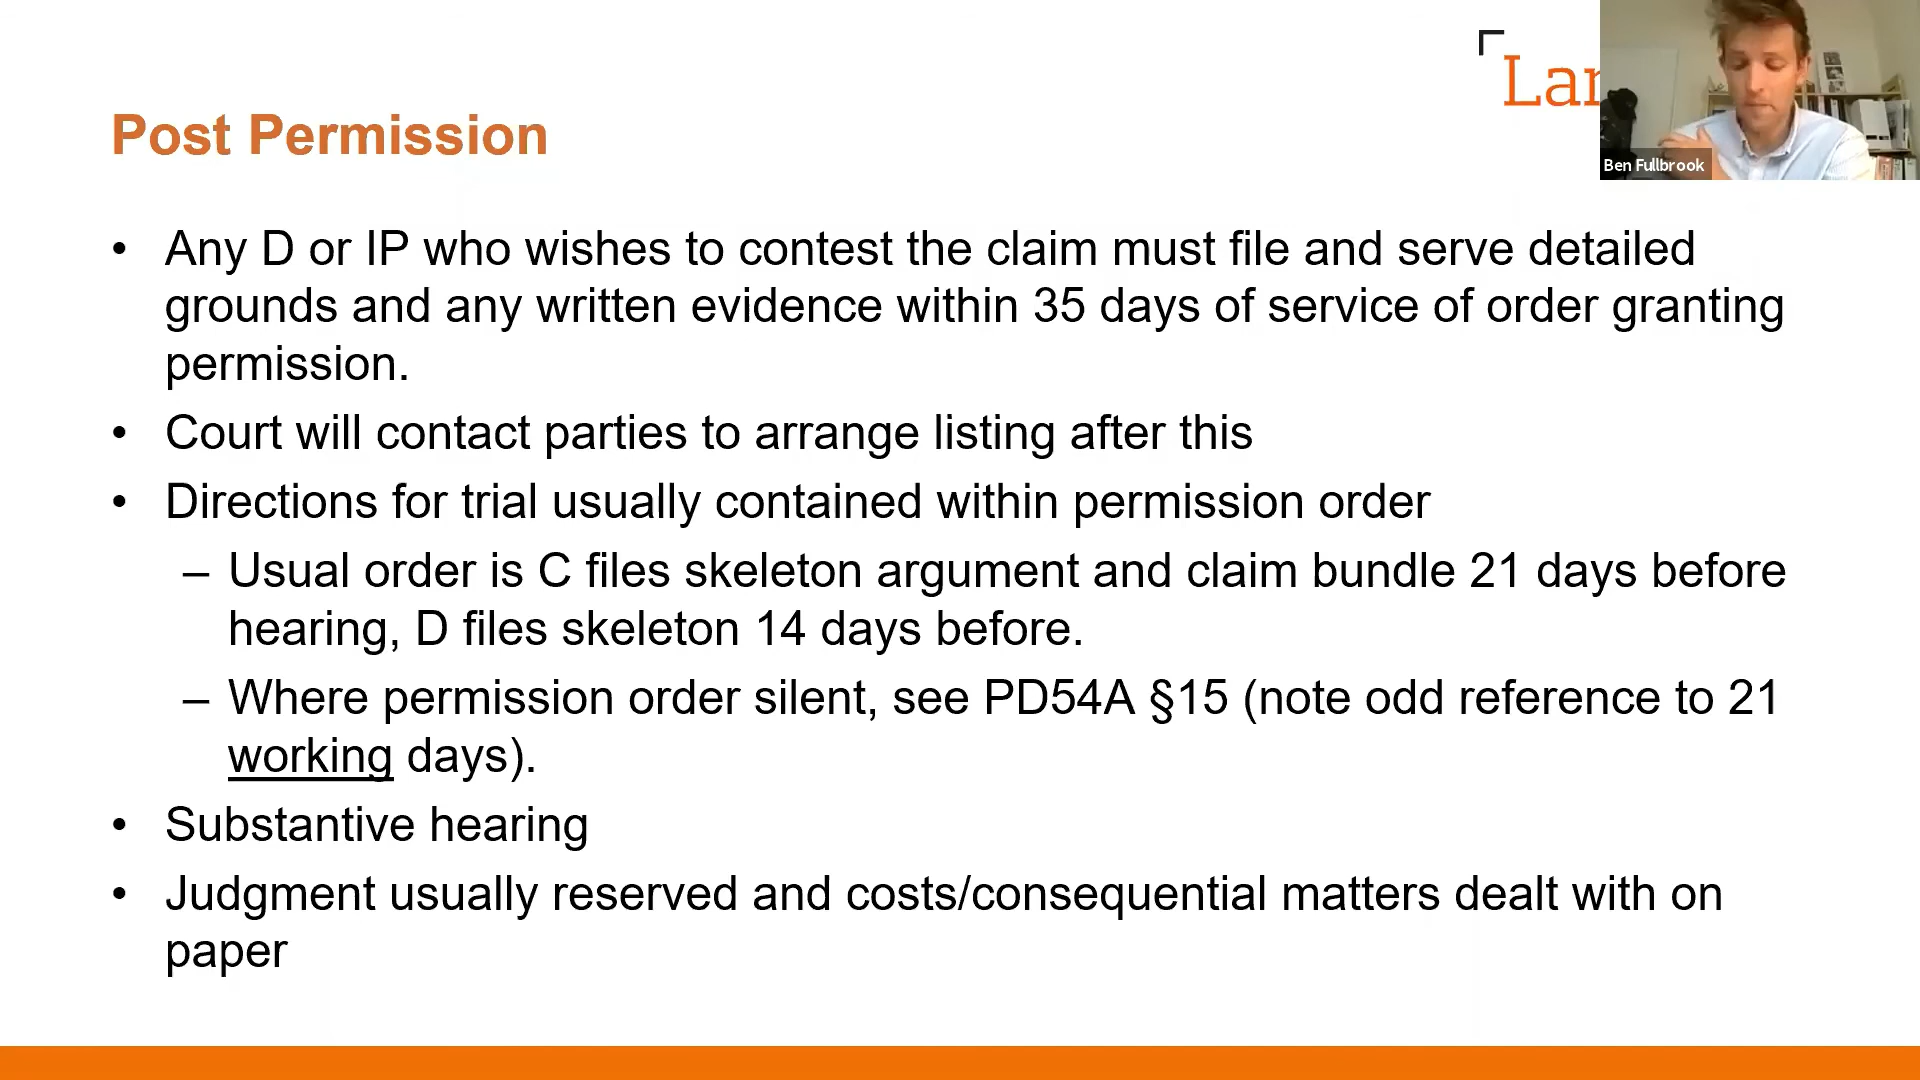 Lan
Ben Fullbrook
Post Permission
• Any D or IP who wishes to contest the claim must file and serve detailed
grounds and any written evidence within 35 days of service of order granting
permission.
• Court will contact parties to arrange listing after this
• Directions for trial usually contained within permission order
– Usual order is C files skeleton argument and claim bundle 21 days before
hearing, D files skeleton 14 days before.
– Where permission order silent, see PD54A §15 (note odd reference to 21
working days).
• Substantive hearing
• Judgment usually reserved and costs/consequential matters dealt with on
paper